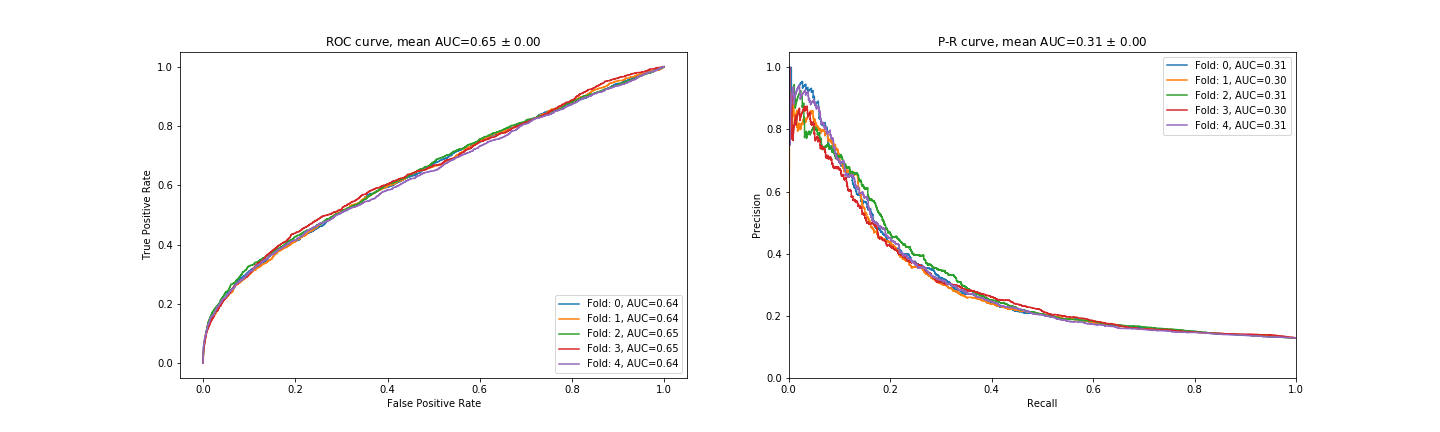 ROC curve, mean AUC=0.65 ± 0.00
True Positive Rate
1.0
0.8
0.6
0.4
0.2
0.0
0.0 0.2 0.4 0.6 0.8 1.0
False Positive Rate
Fold: 0, AUC=0.64
Fold: 1, AUC=0.64
Fold: 2, AUC=0.65
Fold: 3, AUC=0.65
Fold: 4, AUC=0.64
P-R curve, mean AUC=0.31 ± 0.00
Precision
1.0
0.8
0.6
0.4
0.2
0.0
0.0 0.2 0.4 0.6 0.8 1.0
Recall
Fold: 0, AUC=0.31
Fold: 1, AUC=0.30
Fold: 2, AUC=0.31
Fold: 3, AUC=0.30
Fold: 4, AUC=0.31